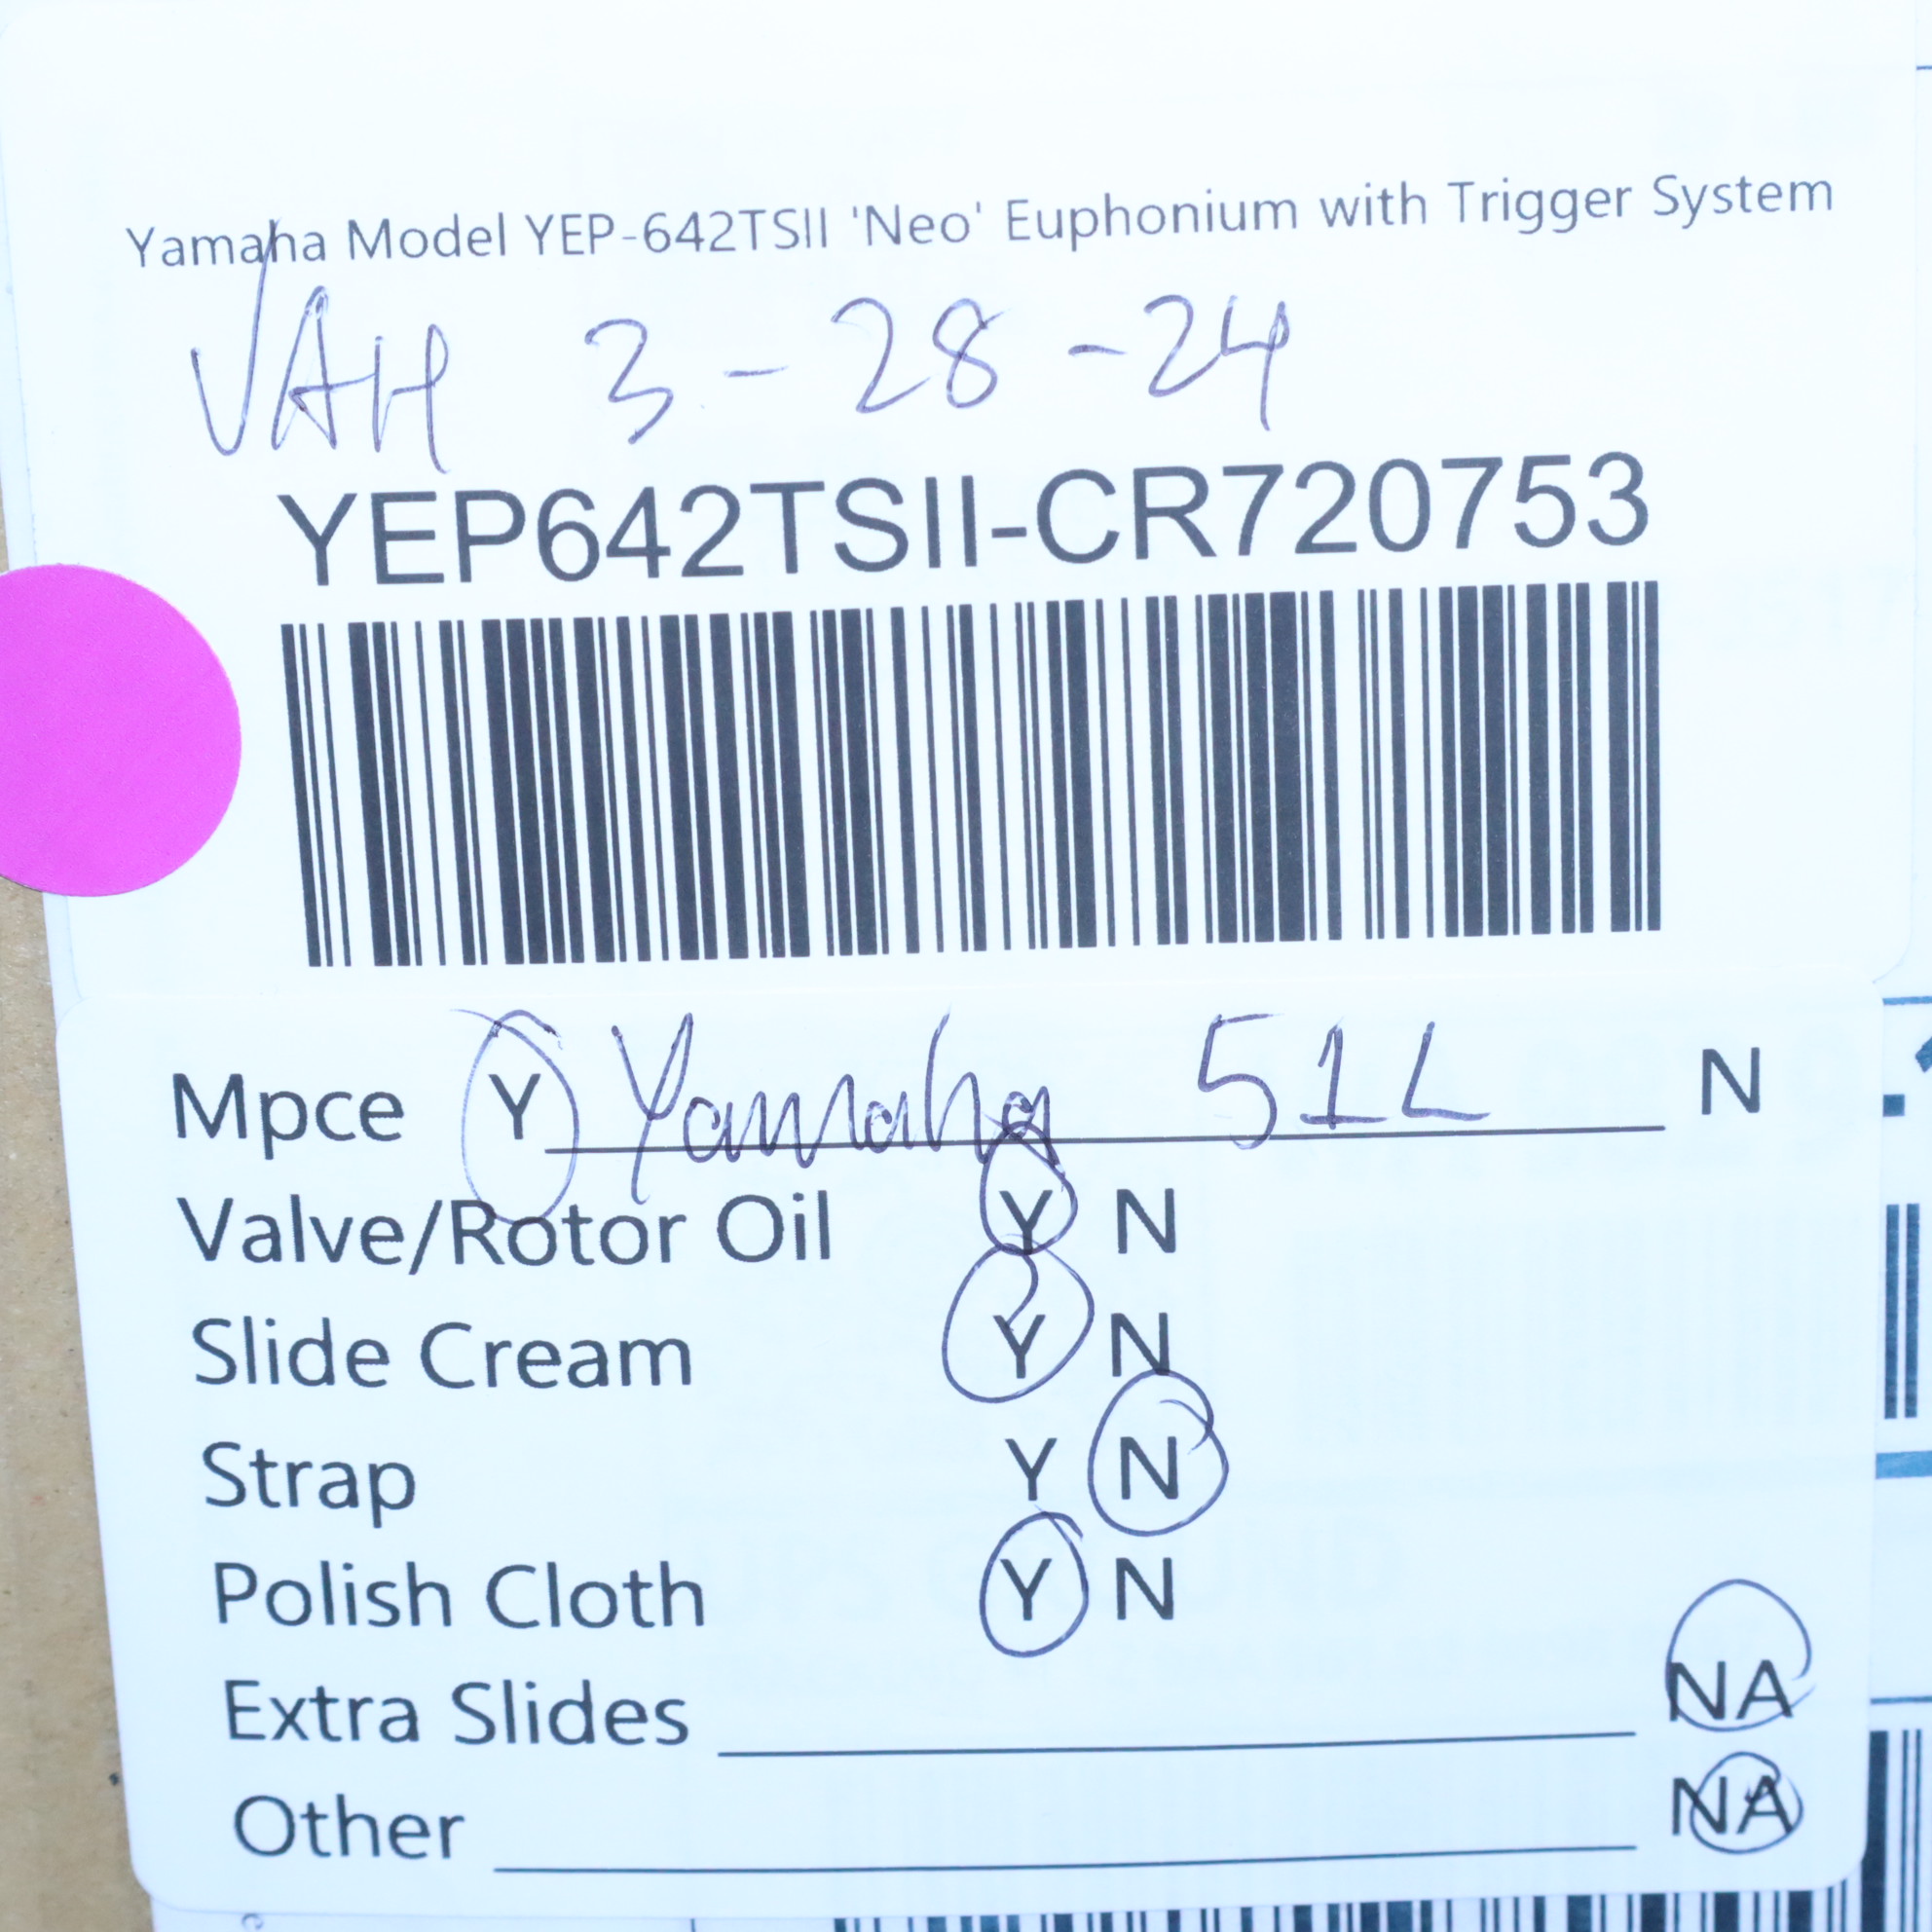 Yamaha Model YEP-642TSII 'Neo' Euphonium with Trigger System
VAH 3-28-24
YEP642TSII-CR720753
Mpce Y Yamaha 51L N
Valve/Rotor Oil Y N
Slide Cream Y N
Strap Y N
Polish Cloth Y N
Extra Slides NA
Other NA